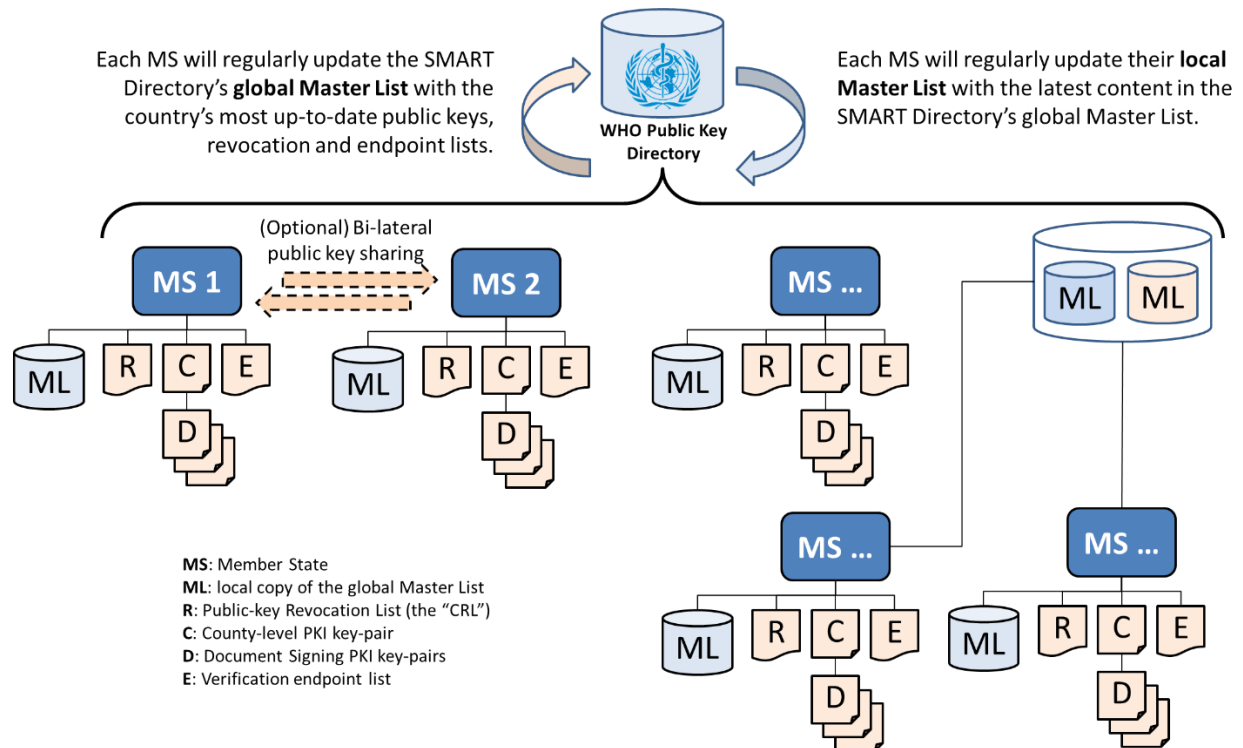 Each MS will regularly update the SMART
Directory’s global Master List with the
country’s most up-to-date public keys,
revocation and endpoint lists.
WHO Public Key
Directory
Each MS will regularly update their local
Master List with the latest content in the
SMART Directory’s global Master List.
(Optional) Bi-lateral
public key sharing
MS 1
MS 2
MS ...
ML
ML
ML
R
C
E
D
ML
R
C
E
D
ML
R
C
E
D
MS ...
MS ...
ML
R
C
E
D
ML
R
C
E
D
MS: Member State
ML: local copy of the global Master List
R: Public-key Revocation List (the “CRL”)
C: County-level PKI key-pair
D: Document Signing PKI key-pairs
E: Verification endpoint list